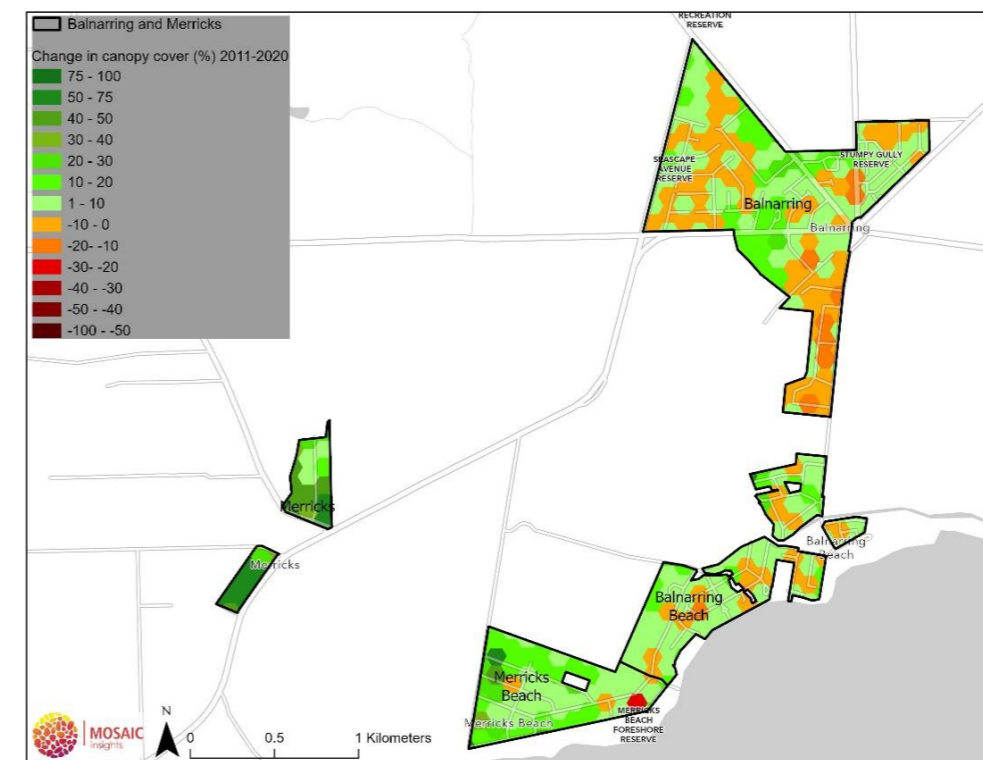 Balnarring and Merricks
Change in canopy cover (%) 2011-2020
75 - 100
50 - 75
40 - 50
30 - 40
20 - 30
10 - 20
1 - 10
-10 - 0
-20- -10
-30- -20
-40 - -30
-50 - -40
-100 - -50
RECREATION
RESERVE
SEASCAPE
AVENUE
RESERVE
STUMPY GULLY
RESERVE
Balnarring
Balnarring
Merricks
Merricks
Balnarring
Beach
Balnarring
Beach
Merricks
Beach
Merricks Beach
MERRICKS
BEACH
FORESHORE
RESERVE
MOSAIC
insights
N
0 0.5 1 Kilometers